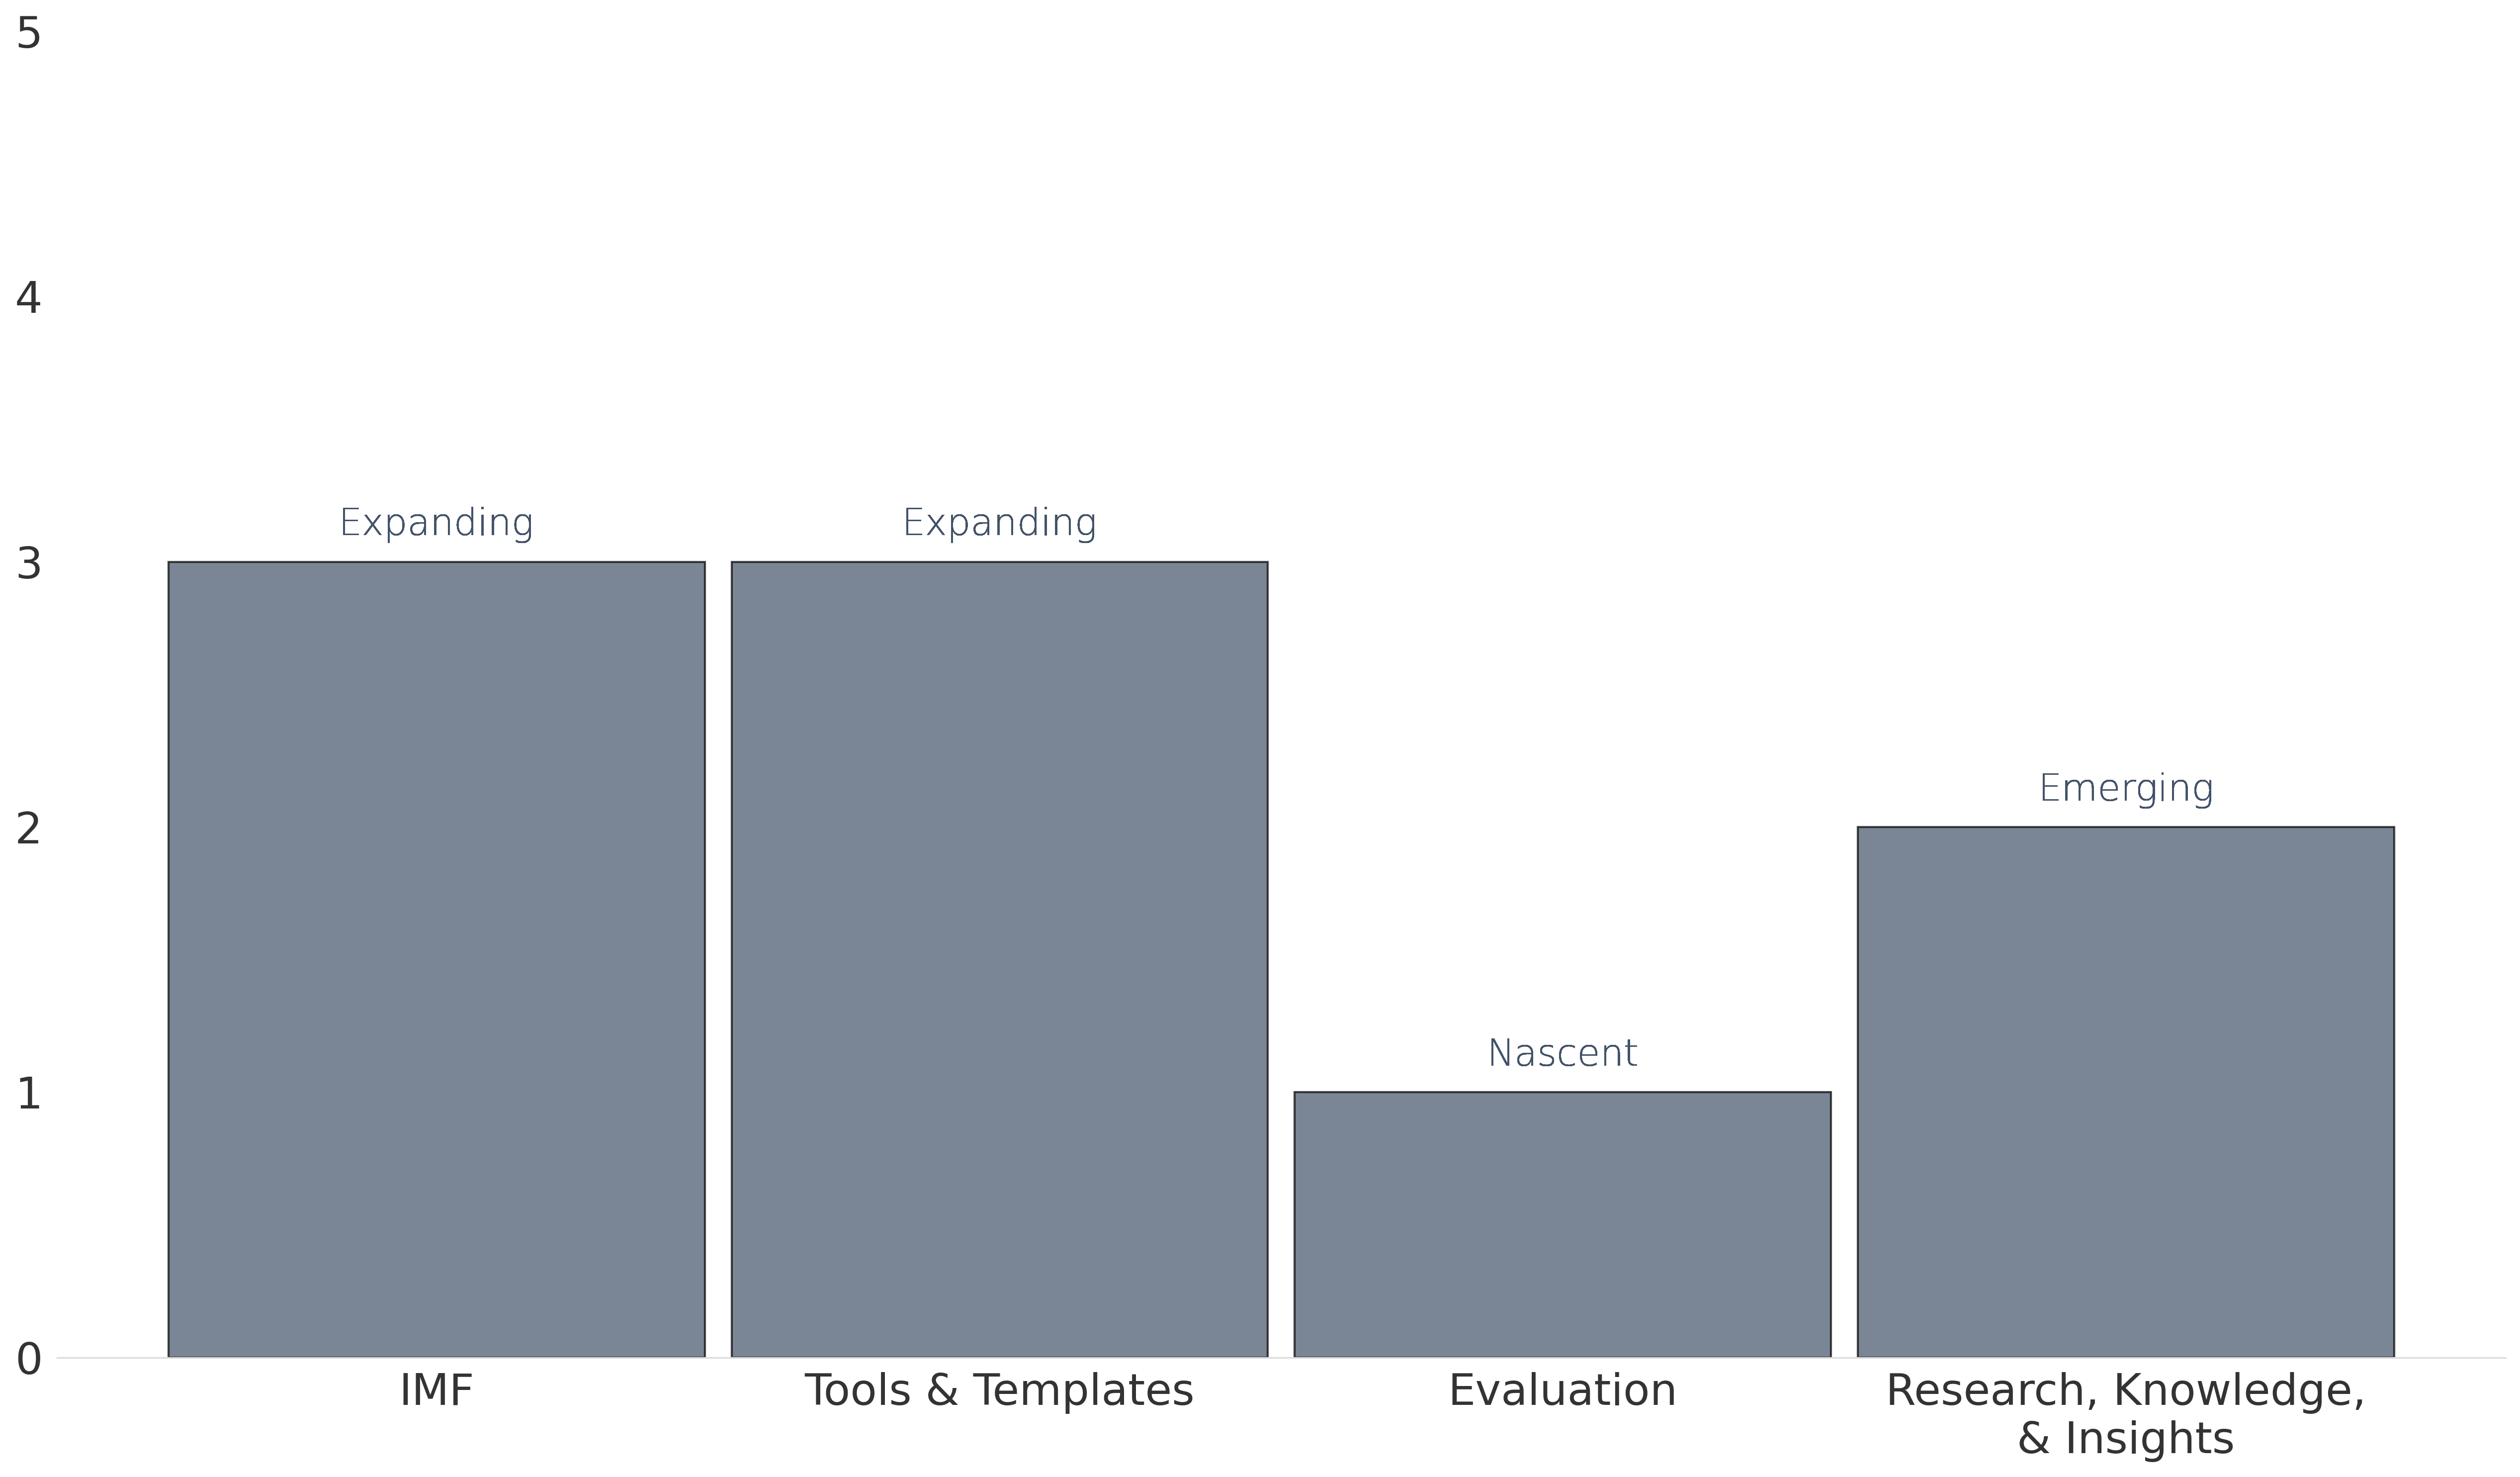 5
4
3
2
1
0
Expanding
Expanding
Nascent
Emerging
IMF
Tools & Templates
Evaluation
Research, Knowledge,
& Insights